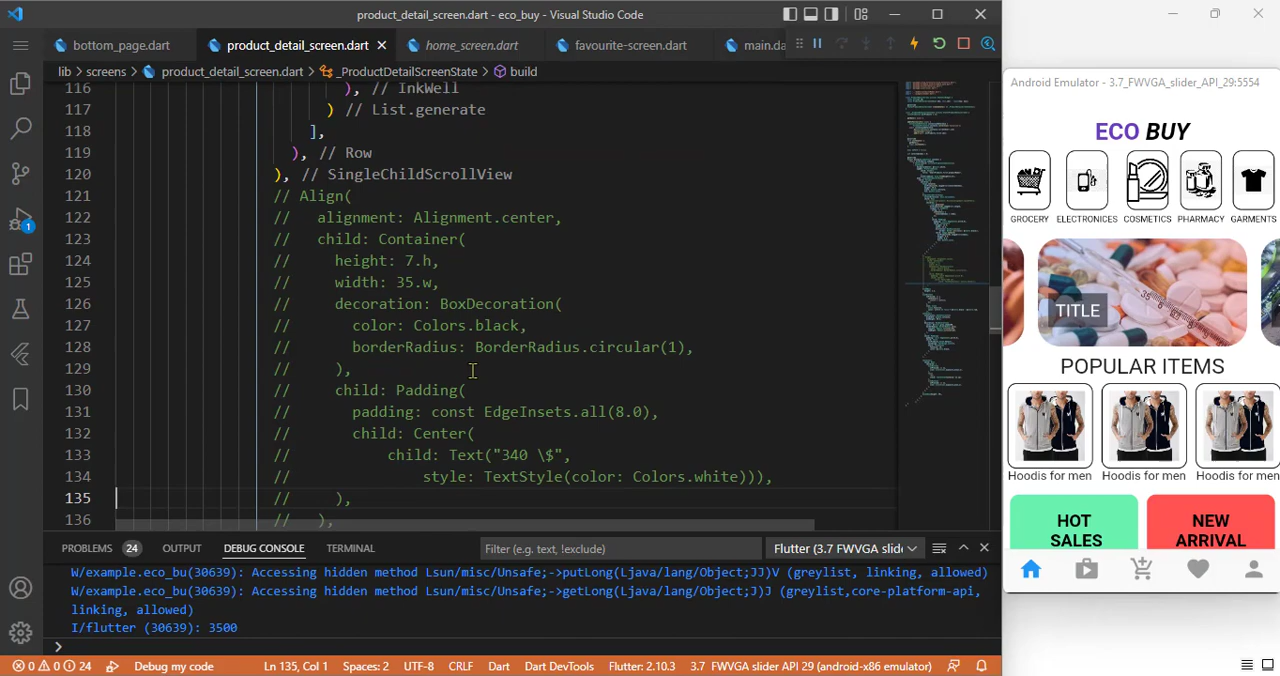 product_detail_screen.dart - eco_buy - Visual Studio Code
bottom_page.dart
product_detail_screen.dart
home_screen.dart
favourite-screen.dart
main.da
lib > screens > product_detail_screen.dart > _ProductDetailScreenState > build
116 ), // InkWell
117 ) // List.generate
118 ],
119 ), // Row
120 ), // SingleChildScrollView
121 // Align(
122 // alignment: Alignment.center,
123 // child: Container(
124 // height: 7.h,
125 // width: 35.w,
126 // decoration: BoxDecoration(
127 // color: Colors.black,
128 // borderRadius: BorderRadius.circular(1),
129 // ),
130 // child: Padding(
131 // padding: const EdgeInsets.all(8.0),
132 // child: Center(
133 // child: Text("340 \$",
134 // style: TextStyle(color: Colors.white))),
135 // ),
136 // ),
1
PROBLEMS 24 OUTPUT DEBUG CONSOLE TERMINAL
Filter (e.g. text, !exclude)
Flutter (3.7 FWVGA slid
W/example.eco_bu(30639): Accessing hidden method Lsun/misc/Unsafe;->putLong(Ljava/lang/Object;JJ)V (greylist, linking, allowed)
W/example.eco_bu(30639): Accessing hidden method Lsun/misc/Unsafe;->getLong(Ljava/lang/Object;J)J (greylist,core-platform-api,
linking, allowed)
I/flutter (30639): 3500
>
0 0 24 Debug my code Ln 135, Col 1 Spaces: 2 UTF-8 CRLF Dart Dart DevTools Flutter: 2.10.3 3.7 FWVGA slider API 29 (android-x86 emulator)
Android Emulator - 3.7_FWVGA_slider_API_29:5554
ECO BUY
GROCERY ELECTRONICES COSMETICS PHARMACY GARMENTS
TITLE
POPULAR ITEMS
Hoodis for men Hoodis for men Hoodis for men
HOT
SALES
NEW
ARRIVAL